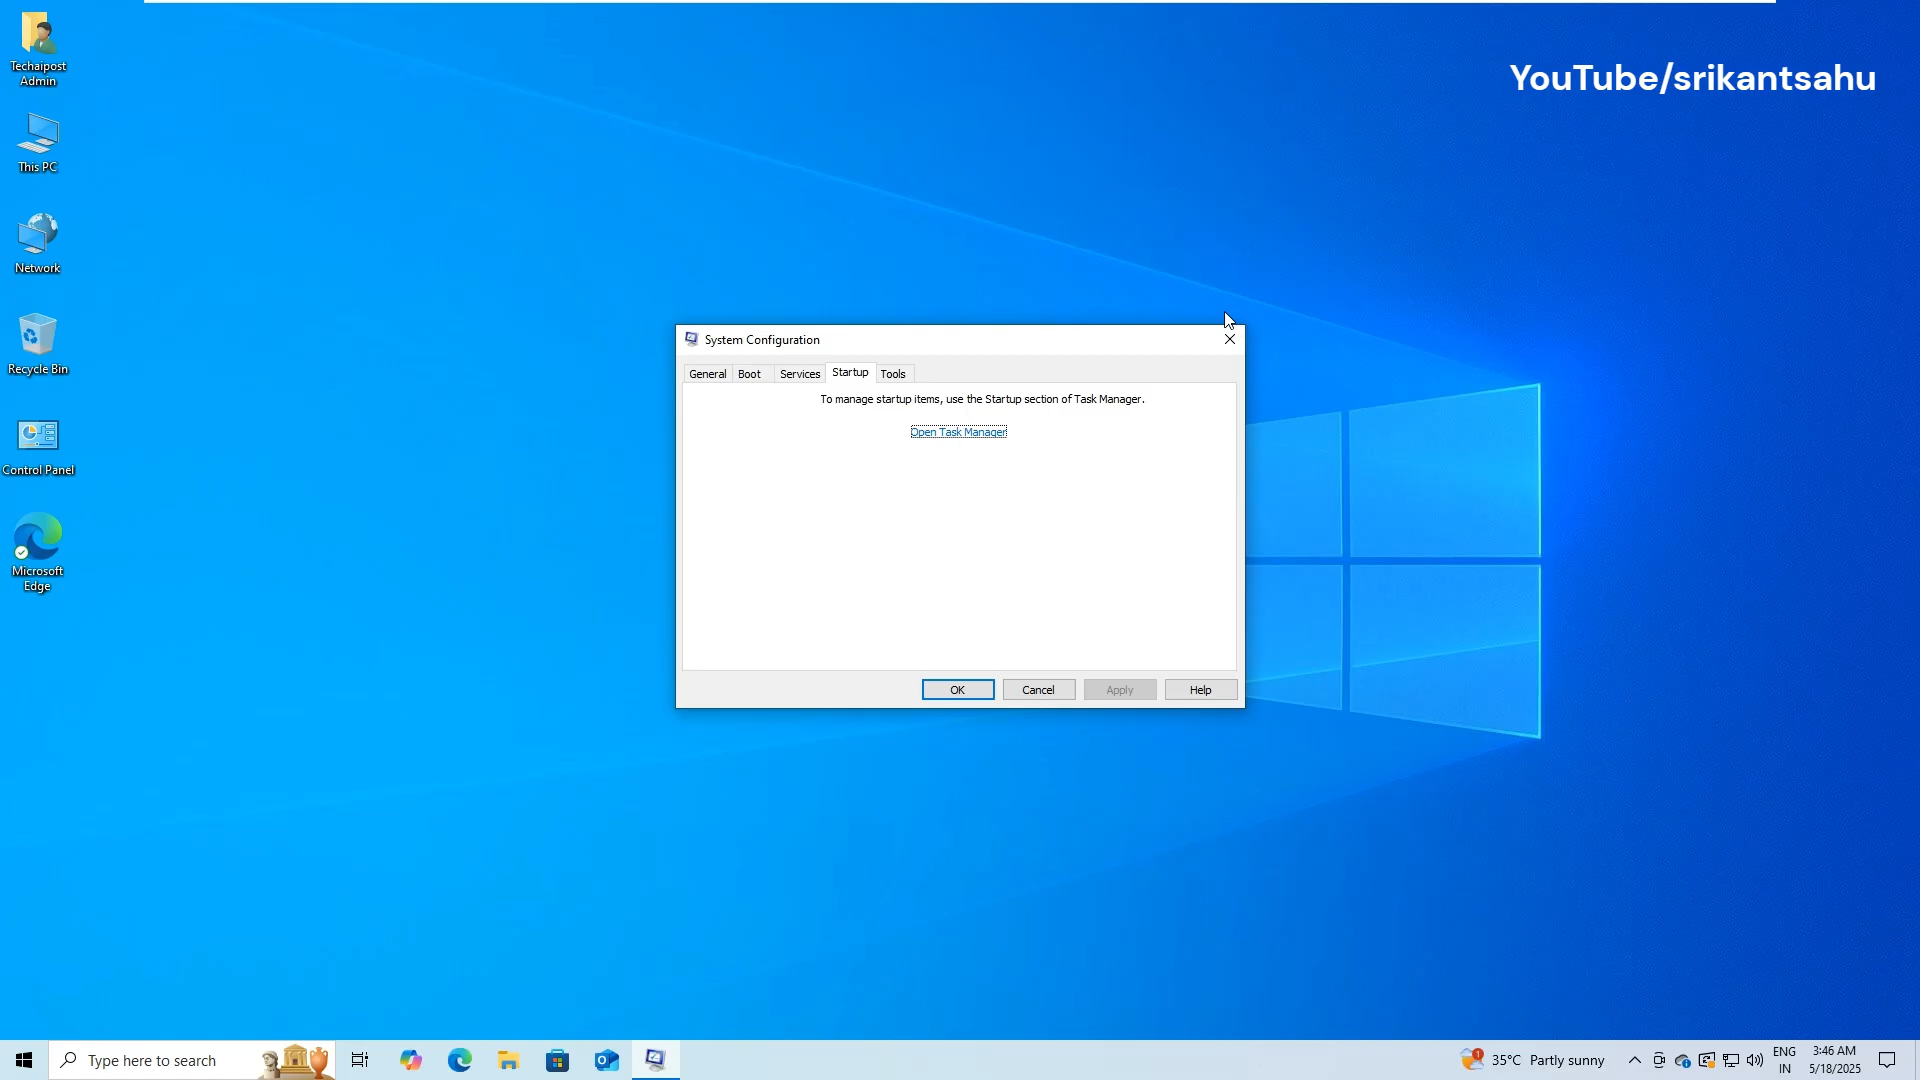 Techaipost
Admin
This PC
Network
Recycle Bin
Control Panel
Microsoft
Edge
YouTube/srikantsahu
System Configuration
General Boot Services Startup Tools
To manage startup items, use the Startup section of Task Manager.
Open Task Manager
OK Cancel Apply Help
Type here to search
1
35°C Partly sunny
ENG
IN
3:46 AM
5/18/2025